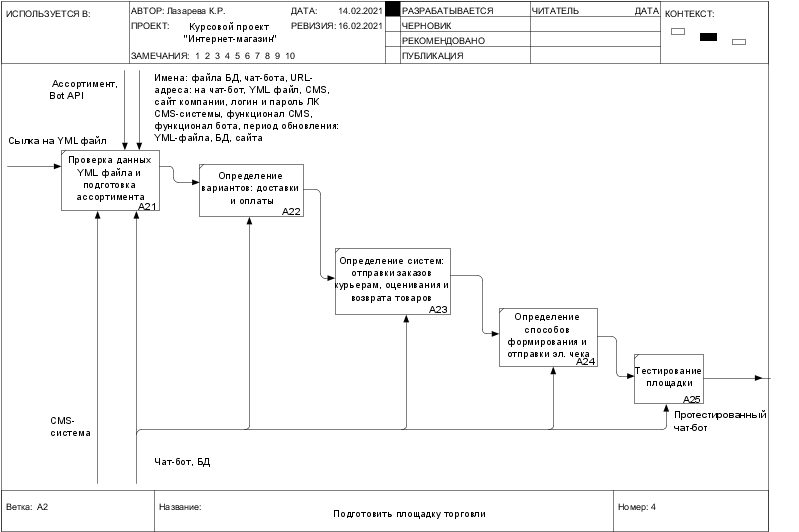 ИСПОЛЬЗУЕТСЯ В:
АВТОР: Лазарева К.Р.
ДАТА: 14.02.2021
РАЗРАБАТЫВАЕТСЯ
ЧИТАТЕЛЬ
ДАТА
КОНТЕКСТ:
ПРОЕКТ: Курсовой проект
"Интернет-магазин"
РЕВИЗИЯ: 16.02.2021
ЧЕРНОВИК
РЕКОМЕНДОВАНО
ЗАМЕЧАНИЯ: 1 2 3 4 5 6 7 8 9 10
ПУБЛИКАЦИЯ
Ассортимент,
Bot API
Имена: файла БД, чат-бота, URL-
адреса: на чат-бот, YML файл, CMS,
сайт компании, логин и пароль ЛК
CMS-системы, функционал CMS,
функционал бота, период обновления:
YML-файла, БД, сайта
Сылка на YML файл
Проверка данных
YML файла и
подготовка
ассортимента
A21
Определение
вариантов: доставки
и оплаты
A22
Определение систем:
отправки заказов
курьерам, оценивания и
возврата товаров
A23
Определение
способов
формирования и
отправки эл. чека
A24
Тестирование
площадки
A25
Протестированный
чат-бот
CMS-
система
Чат-бот, БД
Ветка: A2
Название:
Подготовить площадку торговли
Номер: 4